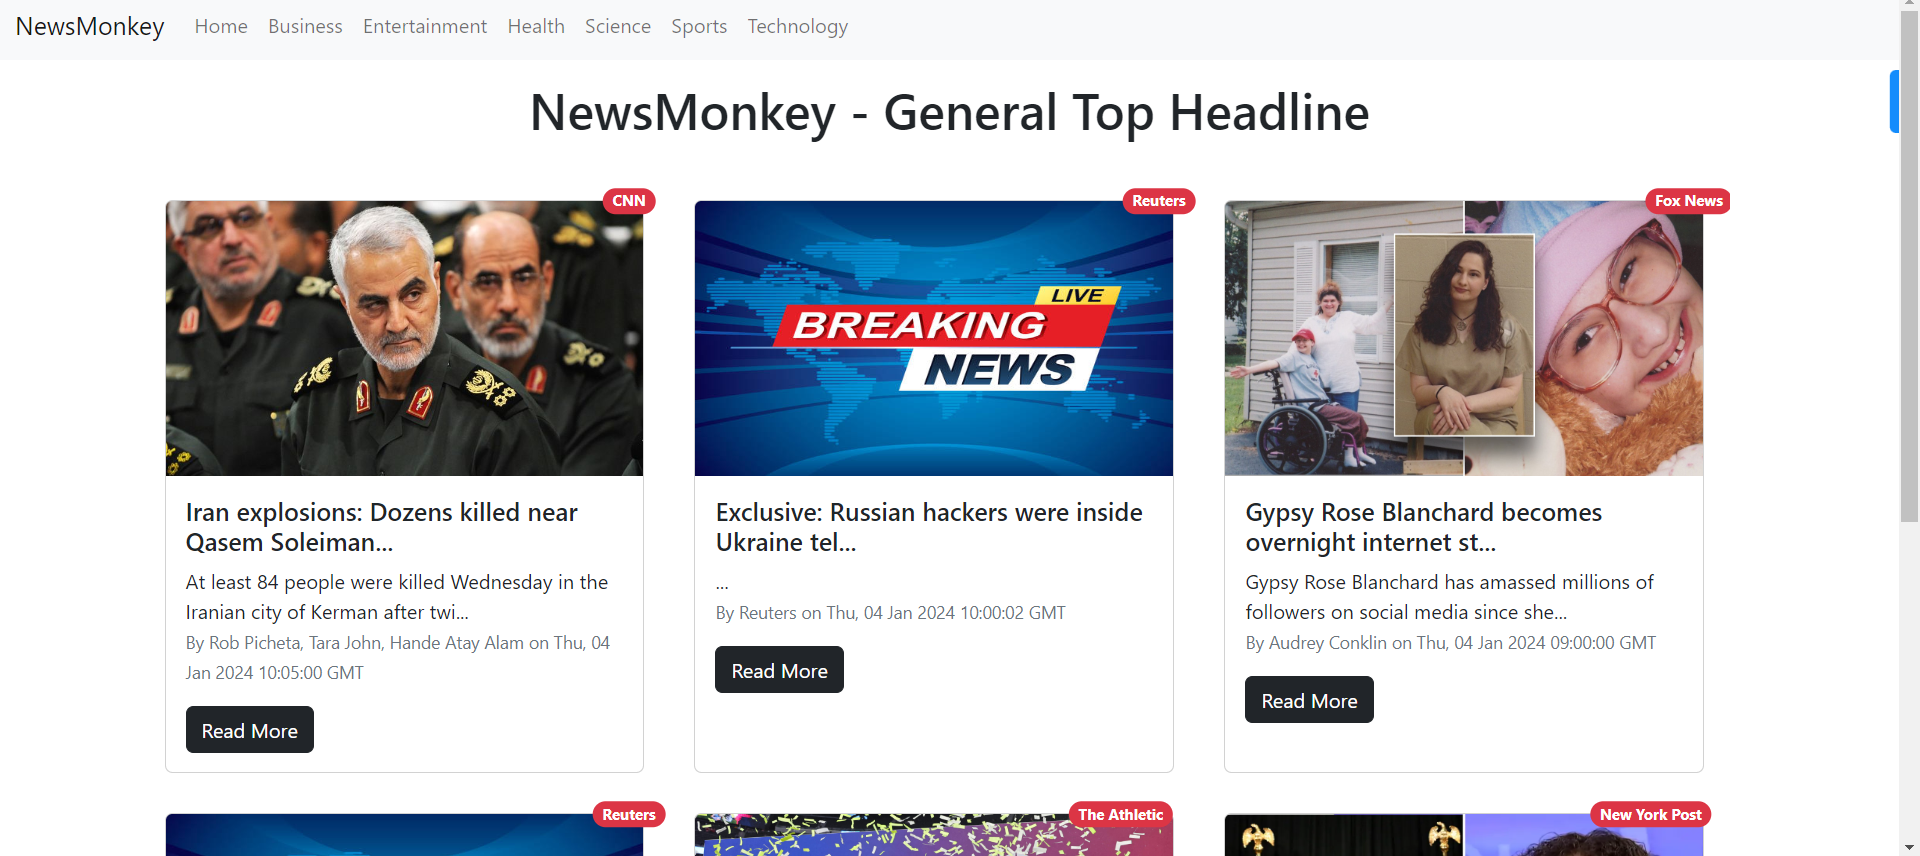 NewsMonkey Home Business Entertainment Health Science Sports Technology
NewsMonkey - General Top Headline
CNN
Iran explosions: Dozens killed near
Qasem Soleiman...
At least 84 people were killed Wednesday in the
Iranian city of Kerman after twi...
By Rob Picheta, Tara John, Hande Atay Alam on Thu, 04
Jan 2024 10:05:00 GMT
Read More
Reuters
LIVE
BREAKING
NEWS
Exclusive: Russian hackers were inside
Ukraine tel...
...
By Reuters on Thu, 04 Jan 2024 10:00:02 GMT
Read More
Fox News
Gypsy Rose Blanchard becomes
overnight internet st...
Gypsy Rose Blanchard has amassed millions of
followers on social media since she...
By Audrey Conklin on Thu, 04 Jan 2024 09:00:00 GMT
Read More
Reuters
The Athletic
New York Post